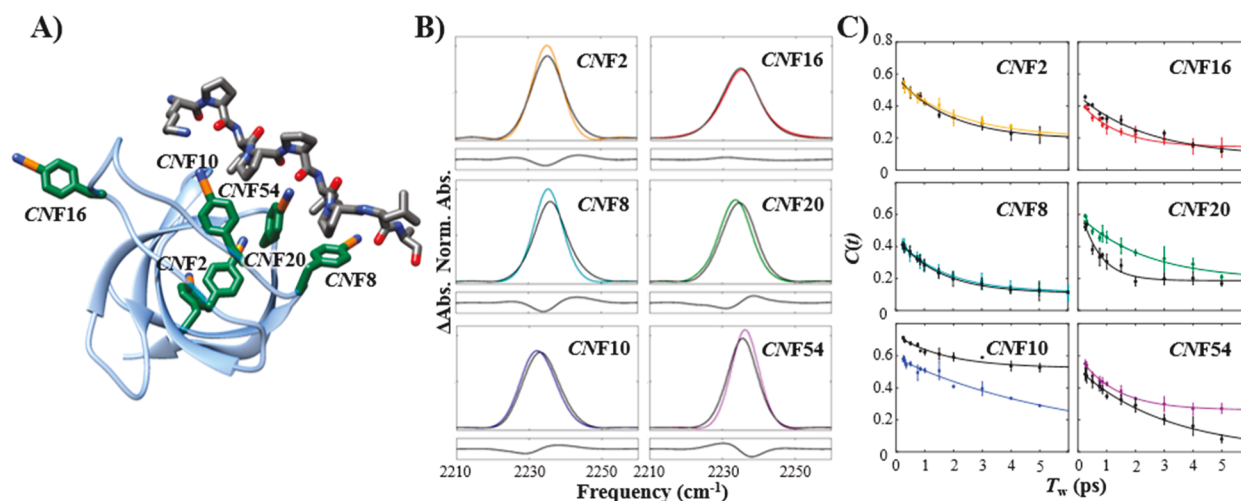 A)
CNF16
CNF10
CNF54
CNF2
CNF20
CNF8
B)
CNF2
CNF16
CNF8
CNF20
CNF10
CNF54
ΔAbs. Norm. Abs.
2210 2230 2250 2210 2230 2250
Frequency (cm-1)
C)
0.8
0.6
0.4
0.2
0
CNF2
CNF16
0.6
0.4
0.2
0
CNF8
CNF20
0.6
0.4
0.2
0
CNF10
CNF54
C(t)
0 1 2 3 4 5 0 1 2 3 4 5
Tw (ps)